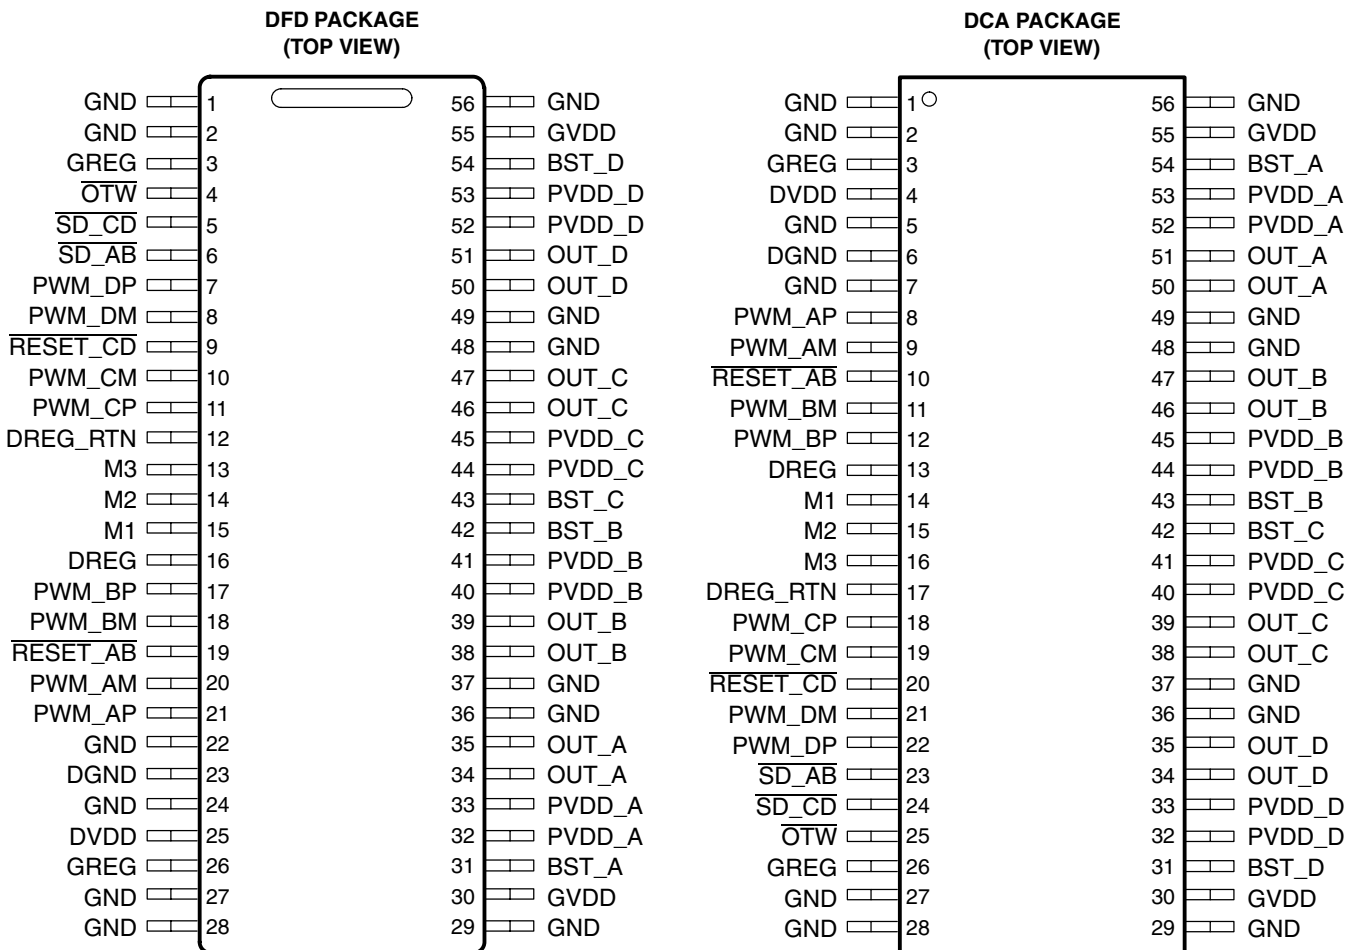 DFD PACKAGE
(TOP VIEW)
GND 1 56 GND
GND 2 55 GVDD
GREG 3 54 BST_D
OTW 4 53 PVDD_D
SD_CD 5 52 PVDD_D
SD_AB 6 51 OUT_D
PWM_DP 7 50 OUT_D
PWM_DM 8 49 GND
RESET_CD 9 48 GND
PWM_CM 10 47 OUT_C
PWM_CP 11 46 OUT_C
DREG_RTN 12 45 PVDD_C
M3 13 44 PVDD_C
M2 14 43 BST_C
M1 15 42 BST_B
DREG 16 41 PVDD_B
PWM_BP 17 40 PVDD_B
PWM_BM 18 39 OUT_B
RESET_AB 19 38 OUT_B
PWM_AM 20 37 GND
PWM_AP 21 36 GND
GND 22 35 OUT_A
DGND 23 34 OUT_A
GND 24 33 PVDD_A
DVDD 25 32 PVDD_A
GREG 26 31 BST_A
GND 27 30 GVDD
GND 28 29 GND
DCA PACKAGE
(TOP VIEW)
GND 1 56 GND
GND 2 55 GVDD
GREG 3 54 BST_A
DVDD 4 53 PVDD_A
GND 5 52 PVDD_A
DGND 6 51 OUT_A
GND 7 50 OUT_A
PWM_AP 8 49 GND
PWM_AM 9 48 GND
RESET_AB 10 47 OUT_B
PWM_BM 11 46 OUT_B
PWM_BP 12 45 PVDD_B
DREG 13 44 PVDD_B
M1 14 43 BST_B
M2 15 42 BST_C
M3 16 41 PVDD_C
DREG_RTN 17 40 PVDD_C
PWM_CP 18 39 OUT_C
PWM_CM 19 38 OUT_C
RESET_CD 20 37 GND
PWM_DM 21 36 GND
PWM_DP 22 35 OUT_D
SD_AB 23 34 OUT_D
SD_CD 24 33 PVDD_D
OTW 25 32 PVDD_D
GREG 26 31 BST_D
GND 27 30 GVDD
GND 28 29 GND